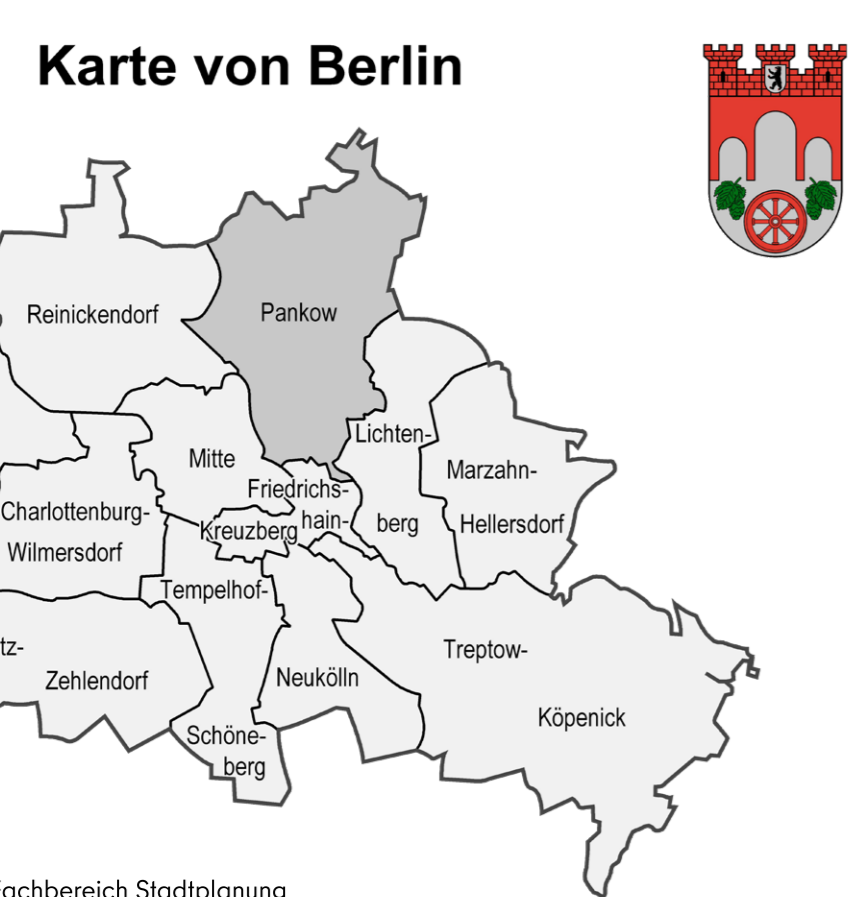 Karte von Berlin
Reinickendorf
Pankow
Lichten-
berg
Mitte
Marzahn-
Hellersdorf
Friedrichs-
hain-
Kreuzberg
Charlottenburg-
Wilmersdorf
Tempelhof-
Schöne-
berg
tz-
Zehlendorf
Neukölln
Treptow-
Köpenick
Fachbereich Stadtplanung